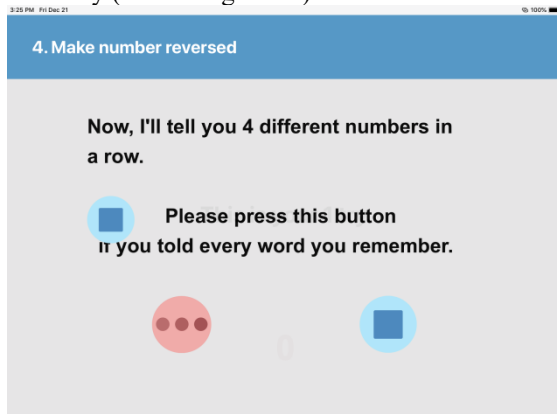 3:25 PM Fri Dec 21
100%
4. Make number reversed
Now, I'll tell you 4 different numbers in
a row.
Please press this button
If you told every word you remember.
0